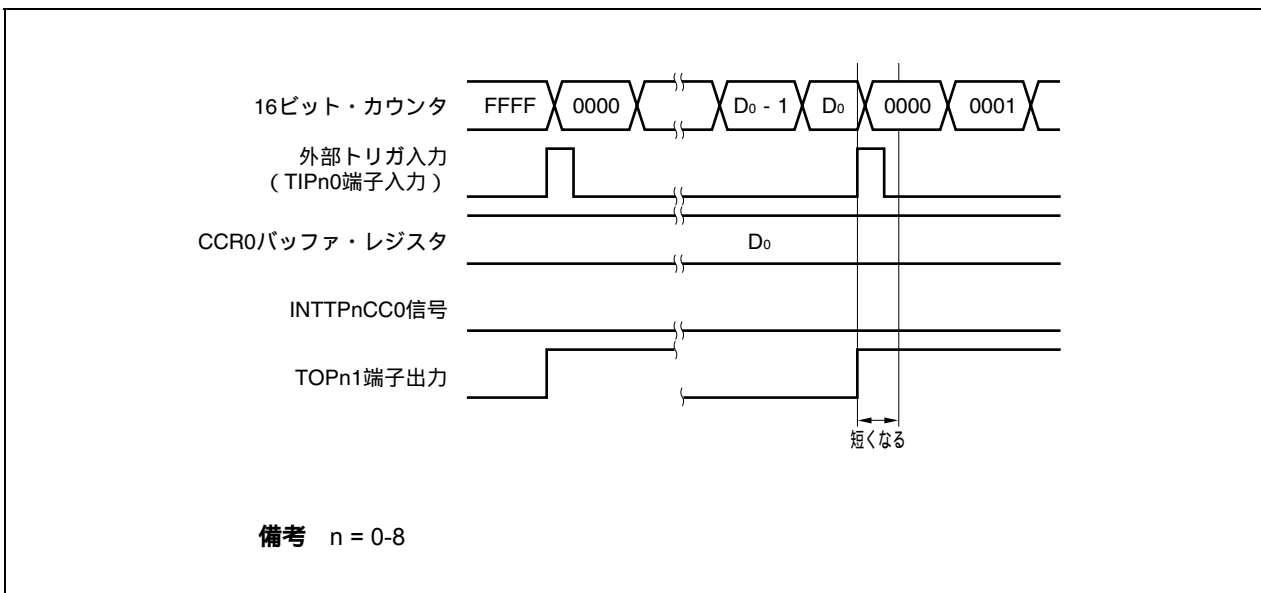 16ビット・カウンタ FFFF 0000 D0 - 1 D0 0000 0001
外部トリガ入力
(TIPn0端子入力)
CCR0バッファ・レジスタ D0
INTTPnCC0信号
TOPn1端子出力
短くなる
備考 n = 0-8